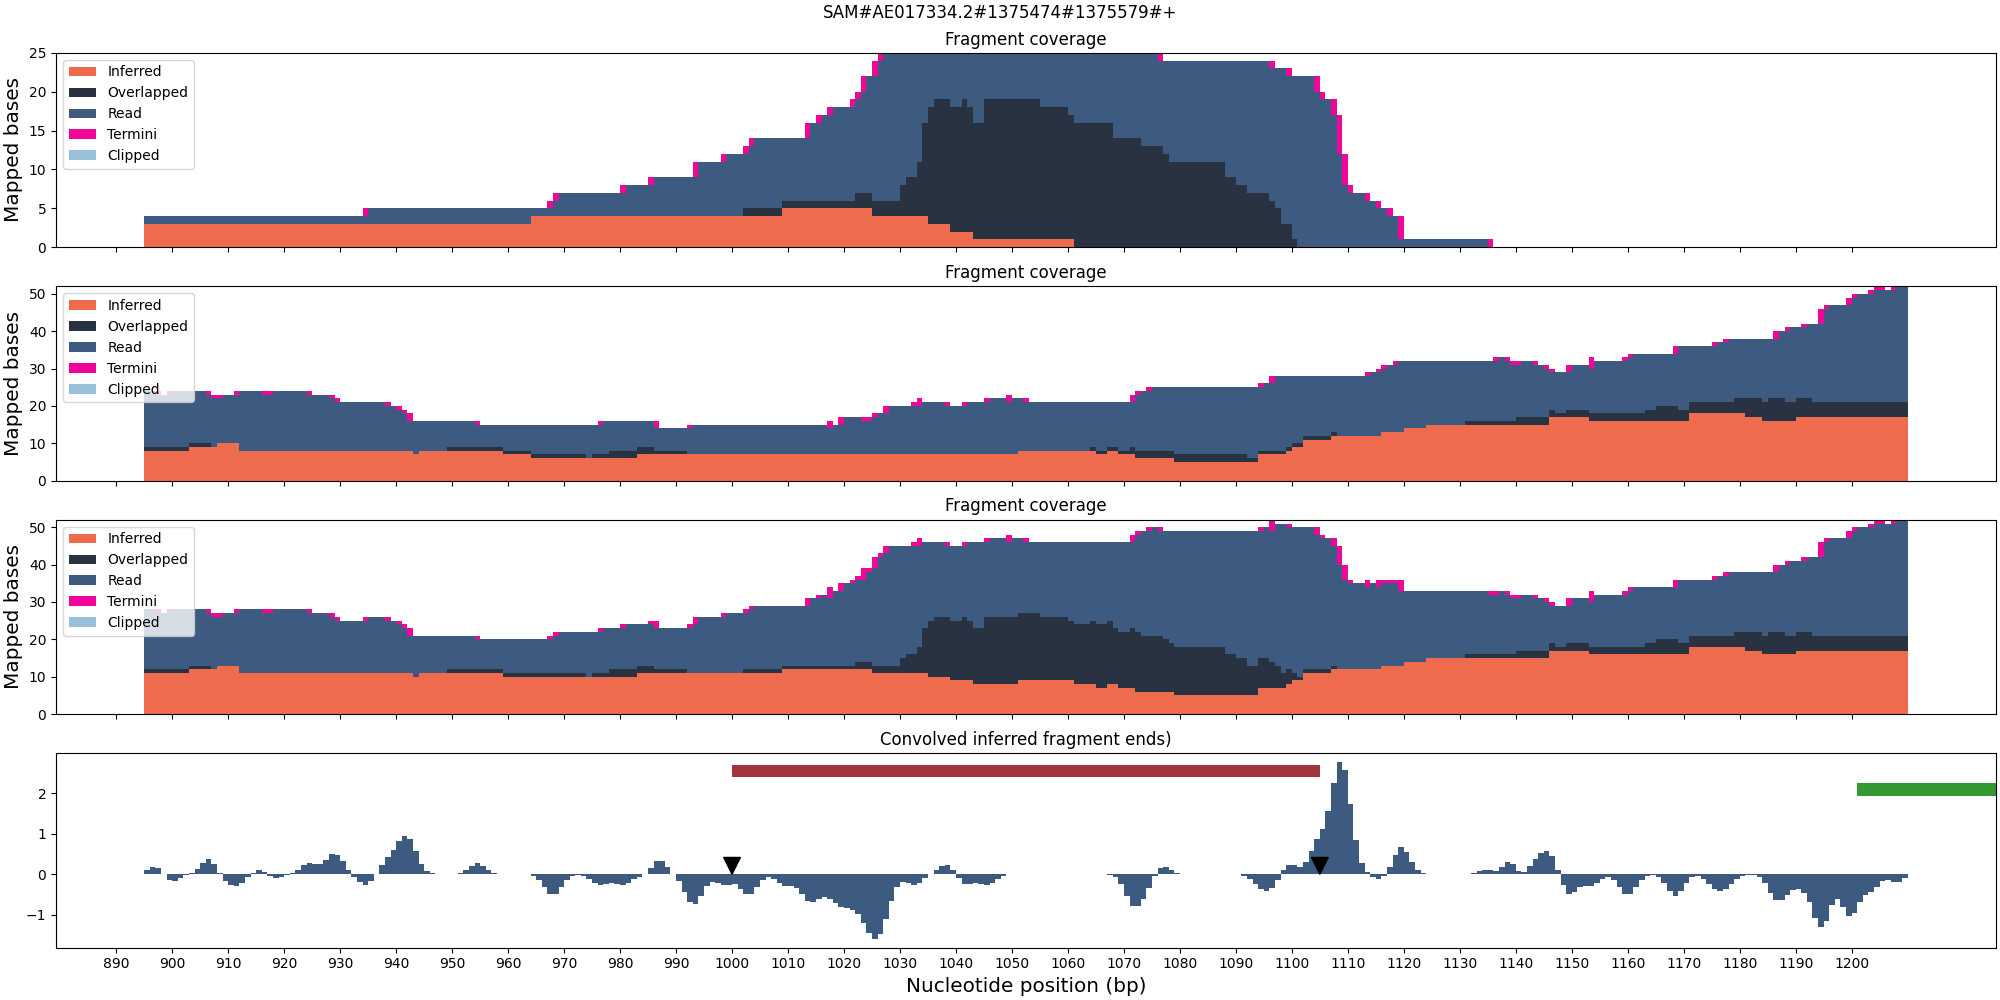 SAM#AE017334.2#1375474#1375579#+
Fragment coverage
Mapped bases
25
20
15
10
5
0
Inferred
Overlapped
Read
Termini
Clipped
Fragment coverage
Mapped bases
50
40
30
20
10
0
Inferred
Overlapped
Read
Termini
Clipped
Fragment coverage
Mapped bases
50
40
30
20
10
0
Inferred
Overlapped
Read
Termini
Clipped
Convolved inferred fragment ends)
2
1
0
−1
890 900 910 920 930 940 950 960 970 980 990 1000 1010 1020 1030 1040 1050 1060 1070 1080 1090 1100 1110 1120 1130 1140 1150 1160 1170 1180 1190 1200
Nucleotide position (bp)